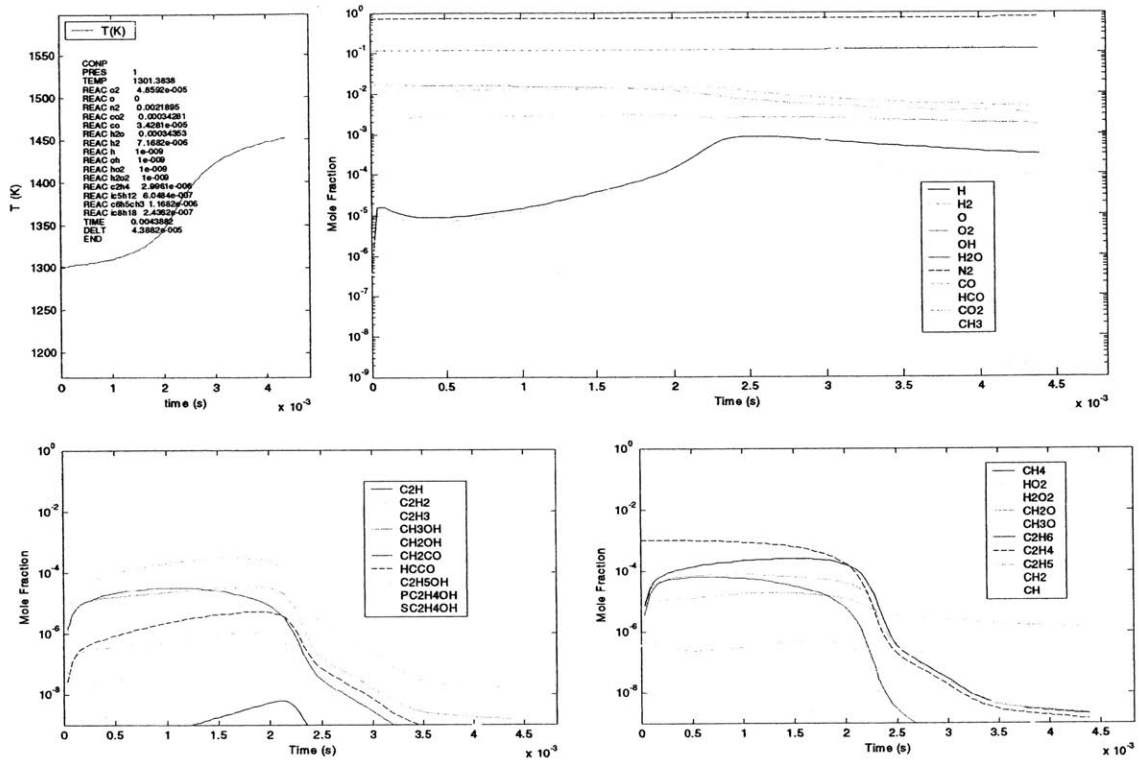 T(K)
CONP
PRES 1
TEMP 1301.3838
REAC o2 4.8592e-005
REAC o 0
REAC n2 0.0021895
REAC co2 0.00034281
REAC co 3.4281e-005
REAC h2o 0.00034353
REAC h2 7.1682e-006
REAC h 1e-009
REAC oh 1e-009
REAC ho2 1e-009
REAC h2o2 1e-009
REAC c2h4 2.9961e-006
REAC ic5h12 6.0484e-007
REAC c6h5ch3 1.1682e-006
REAC ic8h18 2.4362e-007
TIME 0.0043882
DELT 4.3882e-005
END
1550
1500
1450
1400
1350
1300
1250
1200
T (K)
0 1 2 3 4
time (s)
x 10-3
100
10-1
10-2
10-3
10-4
10-5
10-6
10-7
10-8
10-9
Mole Fraction
H
H2
O
O2
OH
H2O
N2
CO
HCO
CO2
CH3
0 0.5 1 1.5 2 2.5 3 3.5 4 4.5
Time (s)
x 10-3
100
10-2
10-4
10-6
10-8
Mole Fraction
C2H
C2H2
C2H3
CH3OH
CH2OH
CH2CO
HCCO
C2H5OH
PC2H4OH
SC2H4OH
0 0.5 1 1.5 2 2.5 3 3.5 4 4.5
Time (s)
x 10-3
100
10-2
10-4
10-6
10-8
Mole Fraction
CH4
HO2
H2O2
CH2O
CH3O
C2H6
C2H4
C2H5
CH2
CH
0 0.5 1 1.5 2 2.5 3 3.5 4 4.5
Time (s)
x 10-3